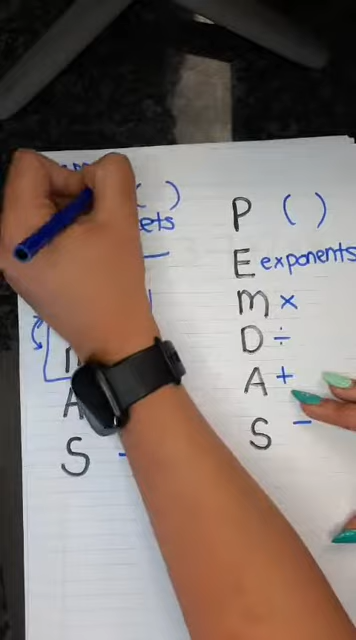 ( ) P ( )
ets E exponents
M ×
D ÷
A A +
S - S -